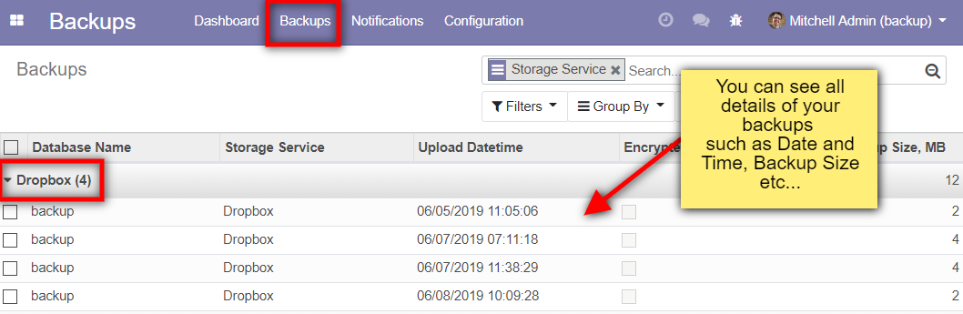 Backups Dashboard Backups Notifications Configuration Mitchell Admin (backup)
Backups
Storage Service Search...
Filters Group By
You can see all
details of your
backups
such as Date and
Time, Backup Size
etc...
Database Name Storage Service Upload Datetime Size, MB
Dropbox (4) 12
backup Dropbox 06/05/2019 11:05:06 2
backup Dropbox 06/07/2019 07:11:18 4
backup Dropbox 06/07/2019 11:38:29 4
backup Dropbox 06/08/2019 10:09:28 2